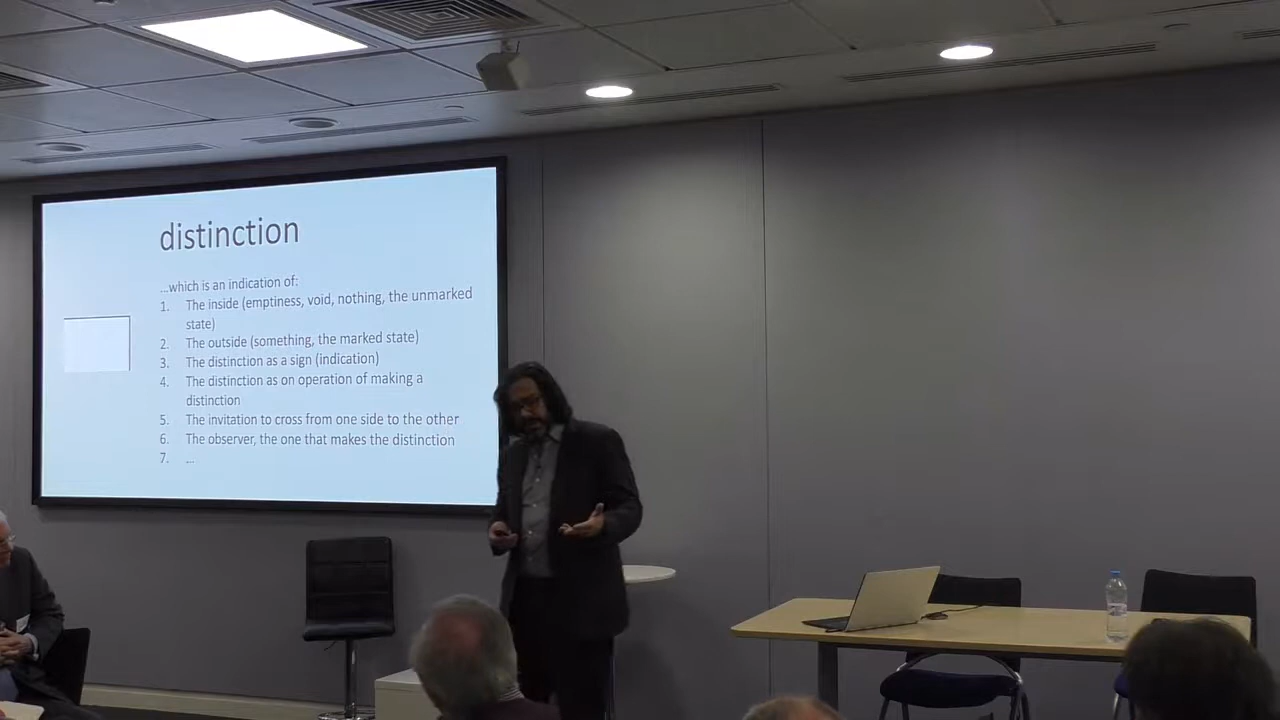 distinction
...which is an indication of:
1. The inside (emptiness, void, nothing, the unmarked
state)
2. The outside (something, the marked state)
3. The distinction as a sign (indication)
4. The distinction as on operation of making a
distinction
5. The invitation to cross from one side to the other
6. The observer, the one that makes the distinction
7. ...